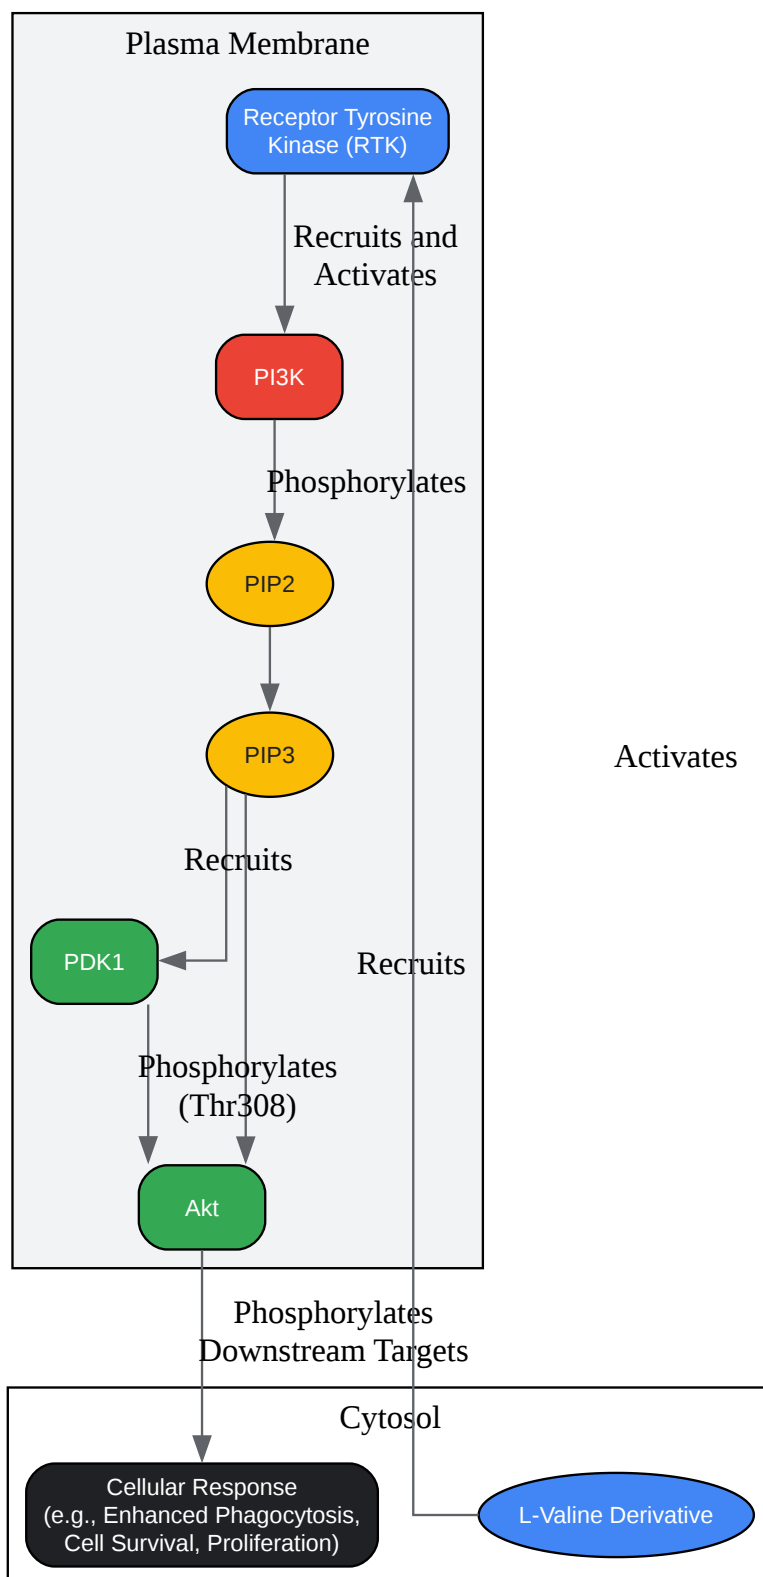 Plasma Membrane
Receptor Tyrosine
Kinase (RTK)
Recruits and
Activates
PI3K
Phosphorylates
PIP2
PIP3
Activates
Recruits
PDK1
Recruits
Phosphorylates
(Thr308)
Akt
Phosphorylates
Downstream Targets
Cytosol
Cellular Response
(e.g., Enhanced Phagocytosis,
Cell Survival, Proliferation)
L-Valine Derivative